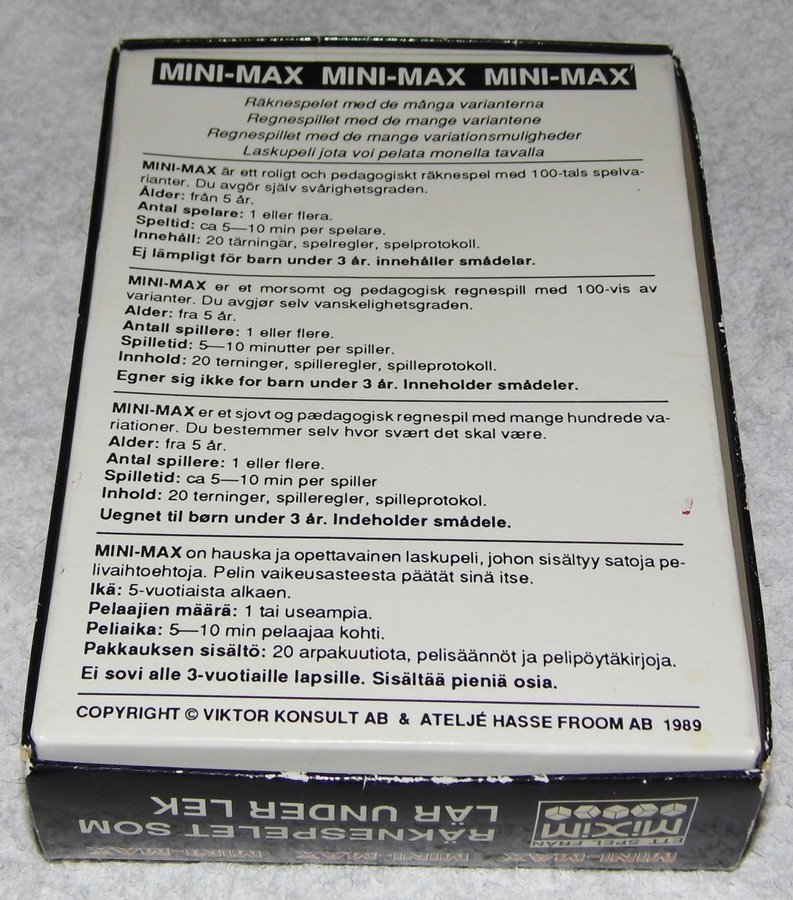 MINI-MAX MINI-MAX MINI-MAX
Räknespelet med de många varianterna
Regnespillet med de mange variantene
Regnespillet med de mange variationsmuligheder
Laskupeli jota voi pelata monella tavalla
MINI-MAX är ett roligt och pedagogiskt räknespel med 100-tals spelva-
rianter. Du avgör själv svårighetsgraden.
Ålder: från 5 år.
Antal spelare: 1 eller flera.
Speltid: ca 5—10 min per spelare.
Innehåll: 20 tärningar, spelregler, spelprotokoll.
Ej lämpligt för barn under 3 år. innehåller smådelar.
MINI-MAX er et morsomt og pedagogisk regnespill med 100-vis av
varianter. Du avgjør selv vanskelighetsgraden.
Alder: fra 5 år.
Antall spillere: 1 eller flere.
Spilletid: 5—10 minutter per spiller.
Innhold: 20 terninger, spilleregler, spilleprotokoll.
Egner sig ikke for barn under 3 år. Inneholder smådeler.
MINI-MAX er et sjovt og pædagogisk regnespil med mange hundrede va-
riationer. Du bestemmer selv hvor svært det skal være.
Alder: fra 5 år.
Antal spillere: 1 eller flere.
Spilletid: ca 5—10 min per spiller
Inhold: 20 terninger, spilleregler, spilleprotokol.
Uegnet til børn under 3 år. Indeholder smådele.
MINI-MAX on hauska ja opettavainen laskupeli, johon sisältyy satoja pe-
livaihtoehtoja. Pelin vaikeusasteesta päätät sinä itse.
Ikä: 5-vuotiaista alkaen.
Pelaajien määrä: 1 tai useampia.
Peliaika: 5—10 min pelaajaa kohti.
Pakkauksen sisältö: 20 arpakuutiota, pelisäännöt ja pelipöytäkirjoja.
Ei sovi alle 3-vuotiaille lapsille. Sisältää pieniä osia.
COPYRIGHT © VIKTOR KONSULT AB & ATELJÉ HASSE FROOM AB 1989
MINI-MAX MINI-MAX MINI-MAX
ETT SPEL FRÅN
MiXiM
RÄKNESPELET SOM
LÄR UNDER LEK